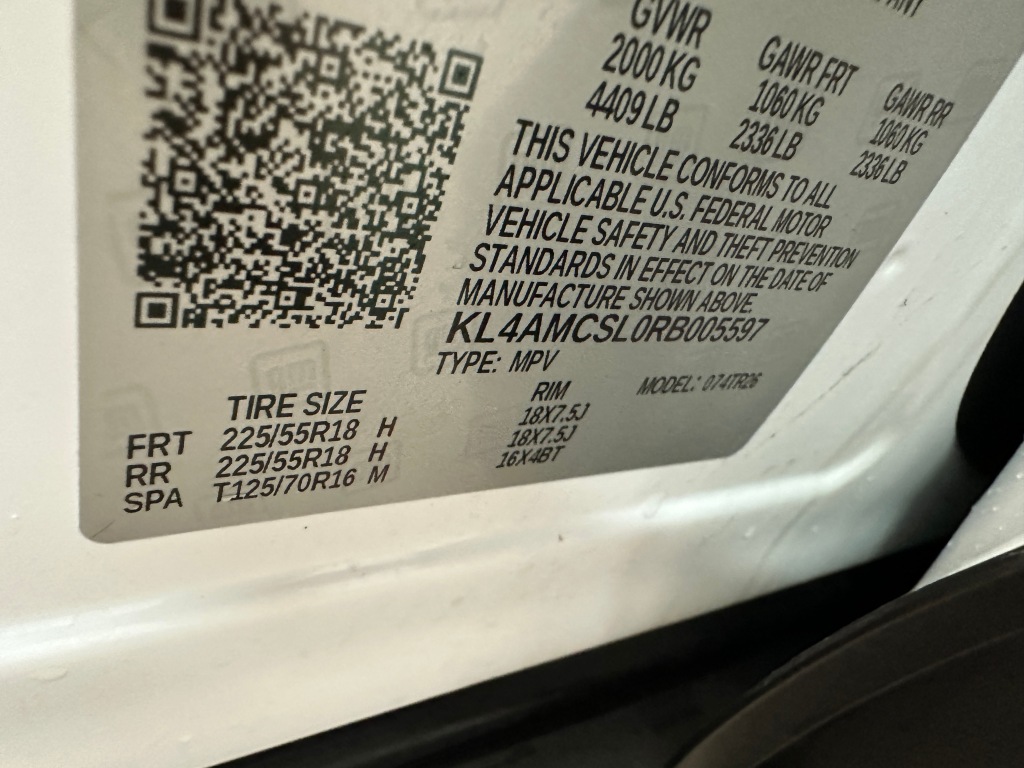 GVWR
2000 KG
4409 LB
GAWR FRT
1060 KG
2336 LB
GAWR RR
1060 KG
2336 LB
THIS VEHICLE CONFORMS TO ALL
APPLICABLE U.S. FEDERAL MOTOR
VEHICLE SAFETY AND THEFT PREVENTION
STANDARDS IN EFFECT ON THE DATE OF
MANUFACTURE SHOWN ABOVE.
KL4AMCSL0RB005597
TYPE: MPV
MODEL: 074TR26
TIRE SIZE RIM
FRT 225/55R18 H 18X7.5J
RR 225/55R18 H 18X7.5J
SPA T125/70R16 M 16X4BT